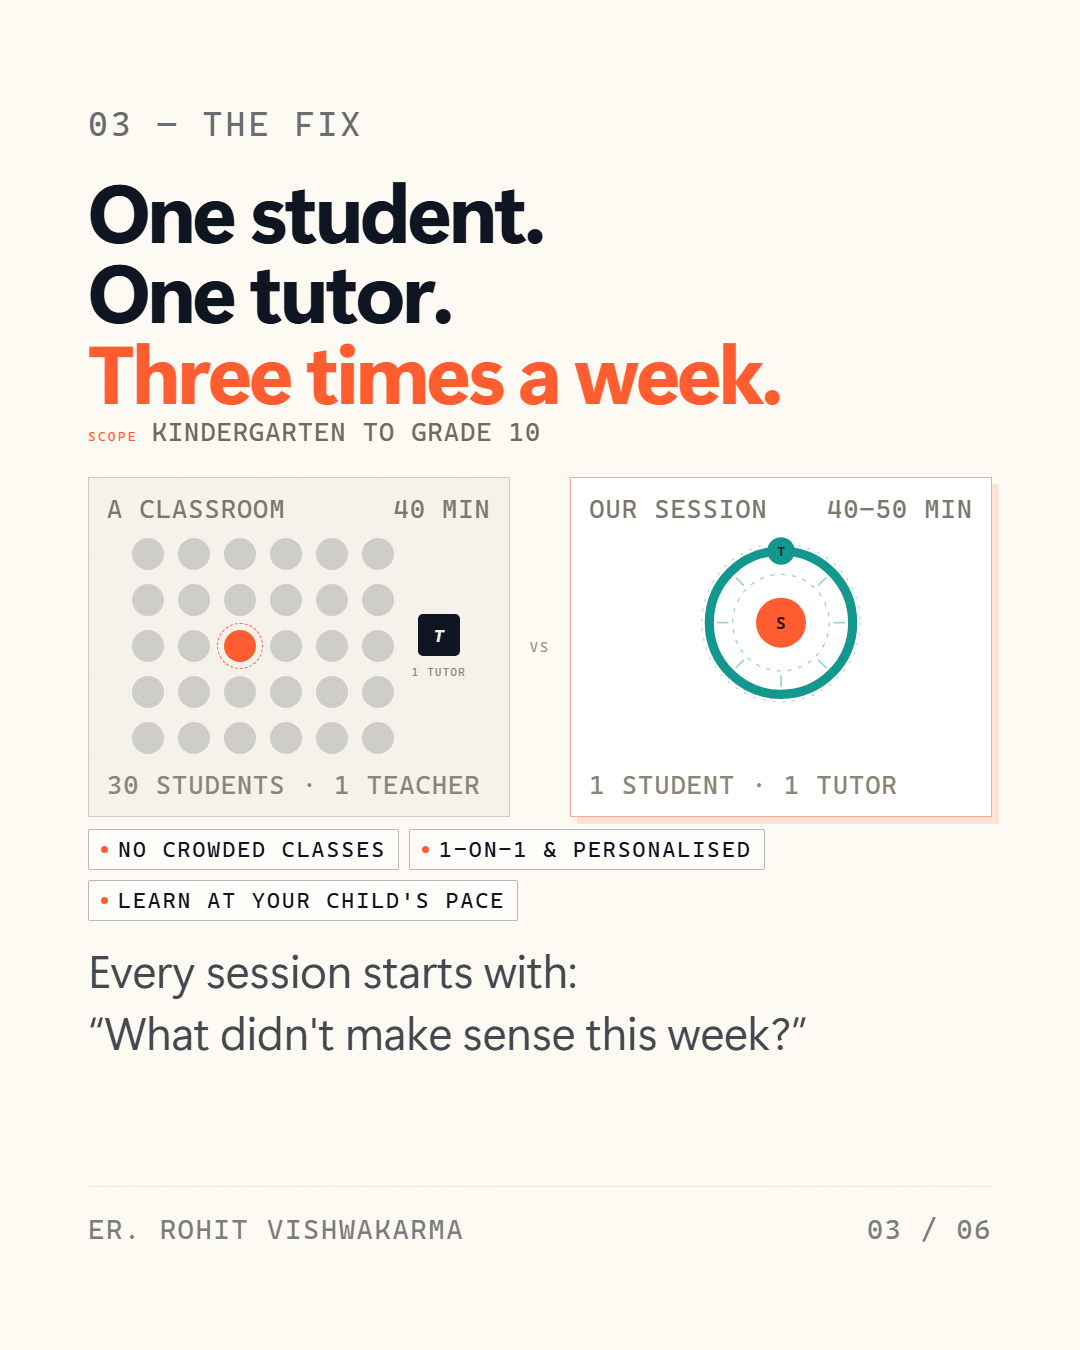 03 — THE FIX
One student.
One tutor.
Three times a week.
SCOPE KINDERGARTEN TO GRADE 10
A CLASSROOM 40 MIN
T
1 TUTOR
30 STUDENTS · 1 TEACHER
VS
OUR SESSION 40–50 MIN
T
S
1 STUDENT · 1 TUTOR
NO CROWDED CLASSES
1-ON-1 & PERSONALISED
LEARN AT YOUR CHILD'S PACE
Every session starts with:
“What didn't make sense this week?”
ER. ROHIT VISHWAKARMA
03 / 06